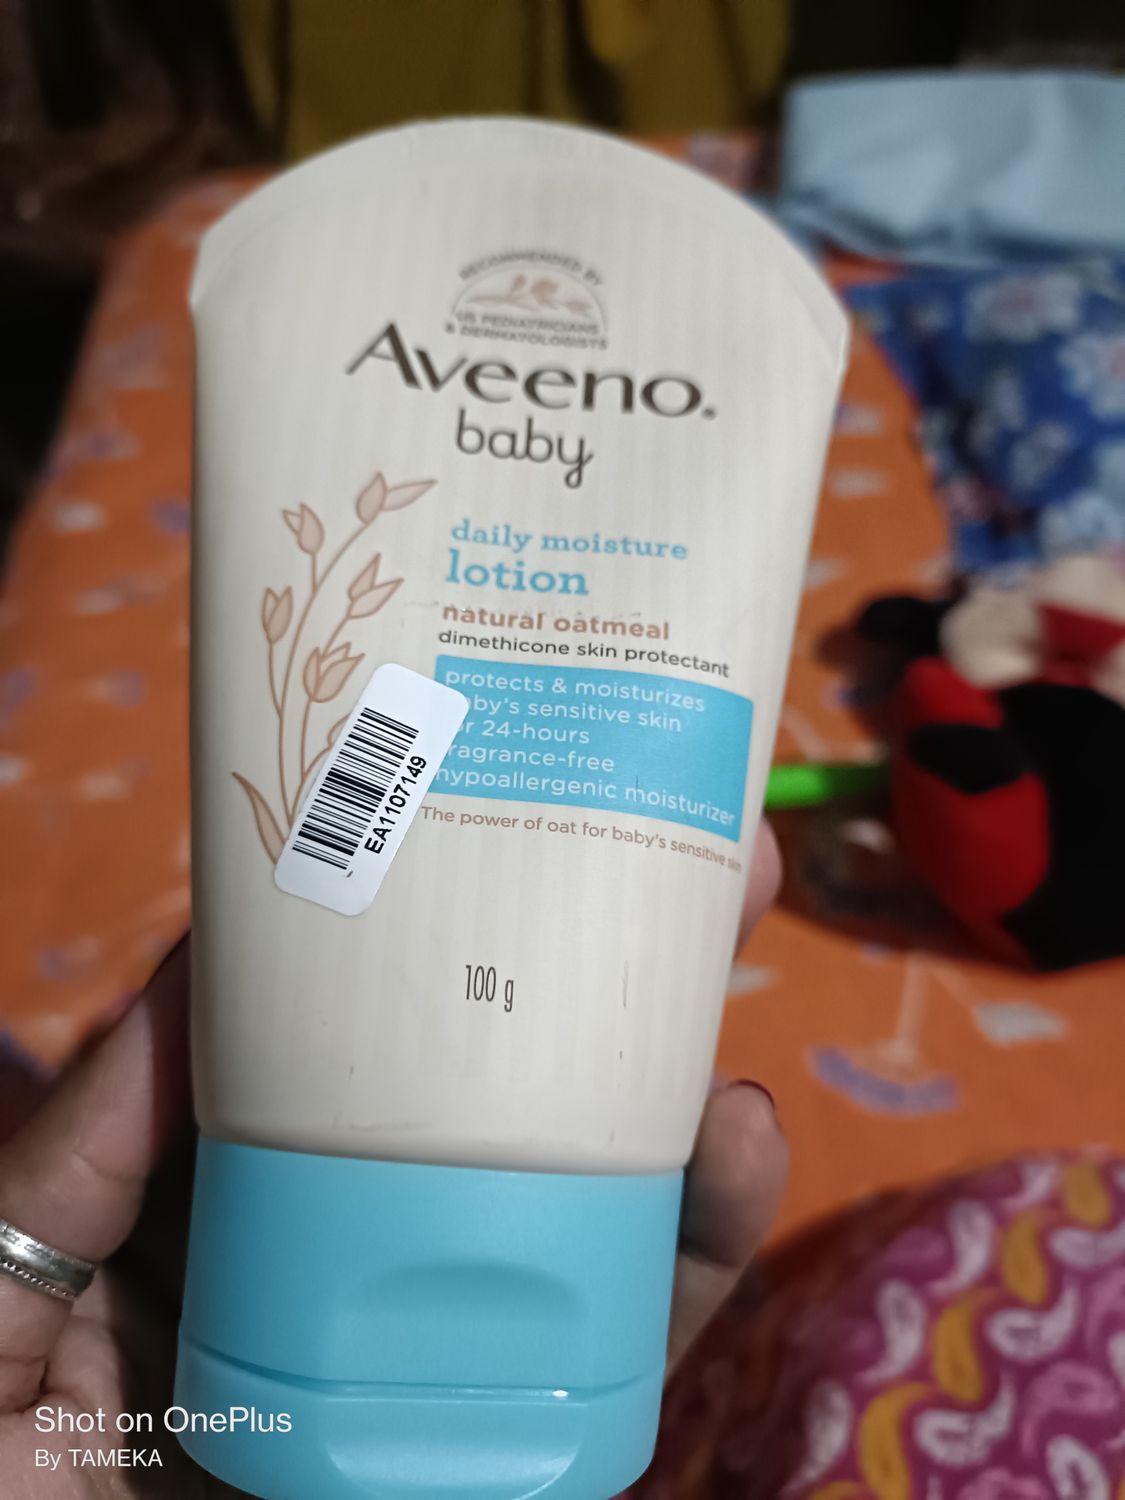 RECOMMENDED BY
US PEDIATRICIANS
& DERMATOLOGISTS
Aveeno.
baby
daily moisture
lotion
natural oatmeal
dimethicone skin protectant
protects & moisturizes
aby's sensitive skin
r 24-hours
ragrance-free
hypoallergenic moisturizer
The power of oat for baby's sensitive skin
EA1107149
100 g
Shot on OnePlus
By TAMEKA